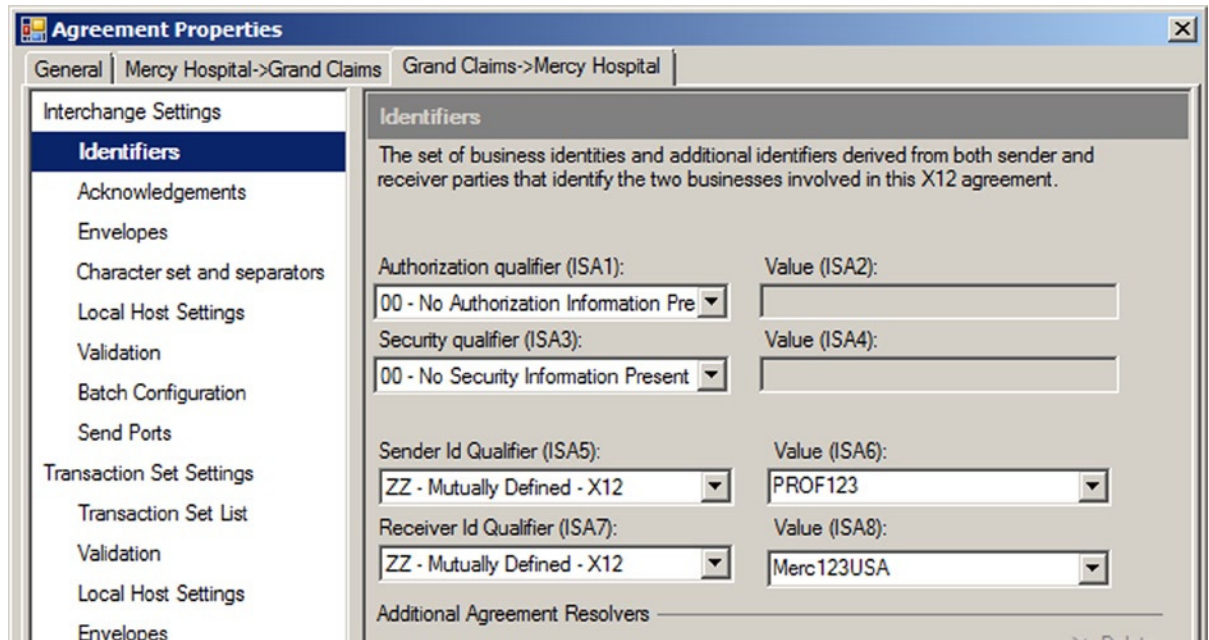 Agreement Properties
General Mercy Hospital->Grand Claims Grand Claims->Mercy Hospital
Interchange Settings
Identifiers
Acknowledgements
Envelopes
Character set and separators
Local Host Settings
Validation
Batch Configuration
Send Ports
Transaction Set Settings
Transaction Set List
Validation
Local Host Settings
Envelopes
Identifiers
The set of business identities and additional identifiers derived from both sender and
receiver parties that identify the two businesses involved in this X12 agreement.
Authorization qualifier (ISA1): Value (ISA2):
00 - No Authorization Information Pre
Security qualifier (ISA3): Value (ISA4):
00 - No Security Information Present
Sender Id Qualifier (ISA5): Value (ISA6):
ZZ - Mutually Defined - X12 PROF123
Receiver Id Qualifier (ISA7): Value (ISA8):
ZZ - Mutually Defined - X12 Merc123USA
Additional Agreement Resolvers